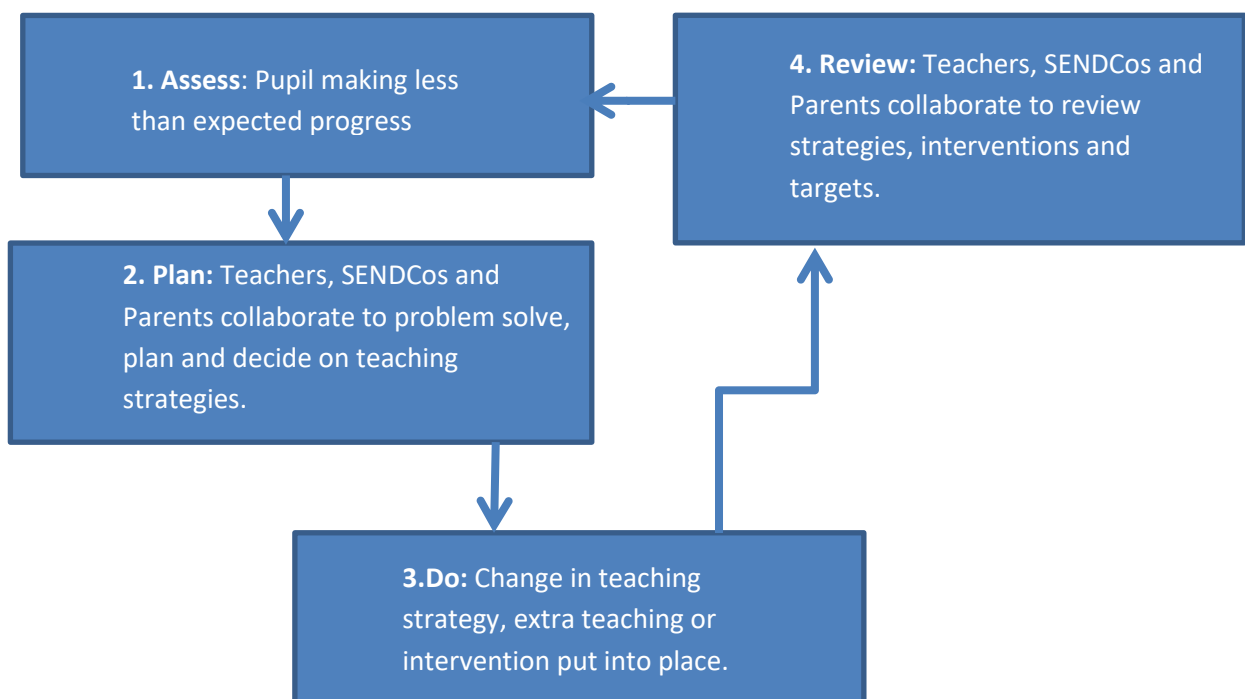 1. Assess: Pupil making less
than expected progress
2. Plan: Teachers, SENDCos and
Parents collaborate to problem solve,
plan and decide on teaching
strategies.
3.Do: Change in teaching
strategy, extra teaching or
intervention put into place.
4. Review: Teachers, SENDCos and
Parents collaborate to review
strategies, interventions and
targets.